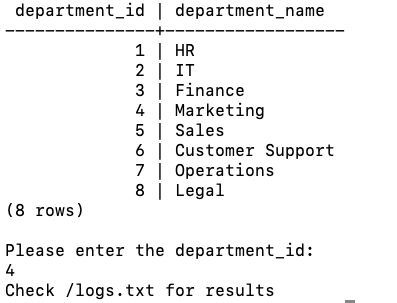 department_id | department_name
---------------+------------------
1 | HR
2 | IT
3 | Finance
4 | Marketing
5 | Sales
6 | Customer Support
7 | Operations
8 | Legal
(8 rows)
Please enter the department_id:
4
Check /logs.txt for results